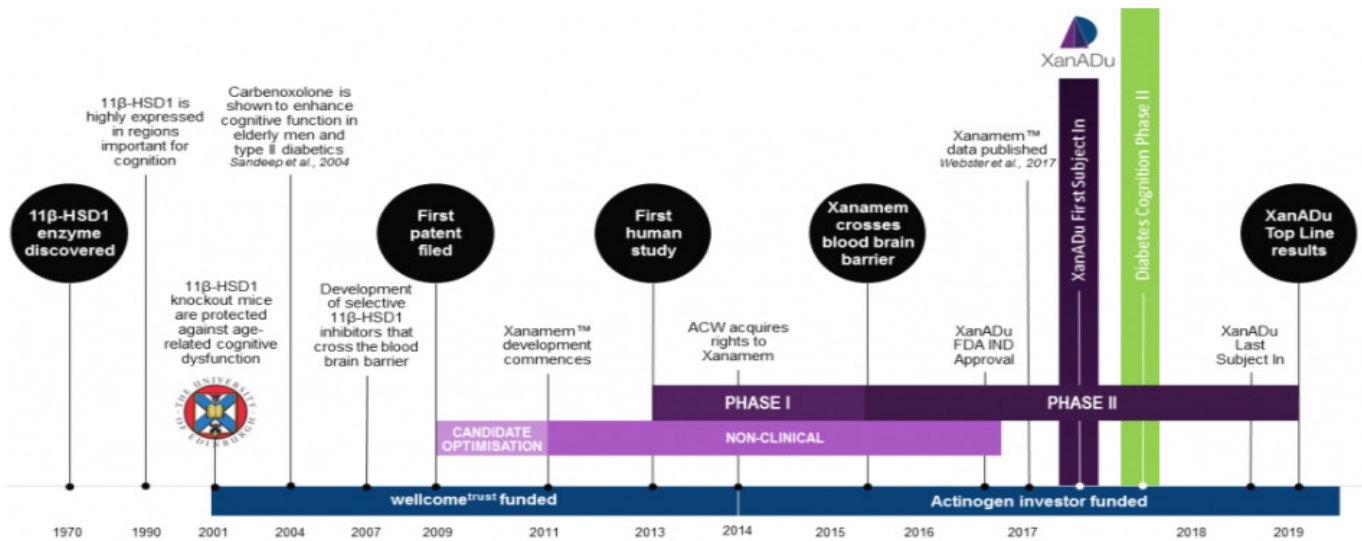 XanADu
11β-HSD1 is
highly expressed
in regions
important for
cognition
Carbenoxolone is
shown to enhance
cognitive function in
elderly men and
type II diabetics
Sandeep et al., 2004
Xanamem™
data published
Webster et al., 2017
XanADu First Subject In
Diabetes Cognition Phase II
11β-HSD1
enzyme
discovered
First
patent
filed
First
human
study
Xanamem
crosses
blood brain
barrier
XanADu
Top Line
results
11β-HSD1
knockout mice
are protected
against age-
related cognitive
dysfunction
Development
of selective
11β-HSD1
inhibitors that
cross the blood
brain barrier
Xanamem™
development
commences
ACW acquires
rights to
Xanamem
XanADu
FDA IND
Approval
XanADu
Last
Subject In
THE UNIVERSITY
OF EDINBURGH
PHASE I
PHASE II
CANDIDATE
OPTIMISATION
NON-CLINICAL
wellcometrust funded
Actinogen investor funded
1970
1990
2001
2004
2007
2009
2011
2013
2014
2015
2016
2017
2018
2019